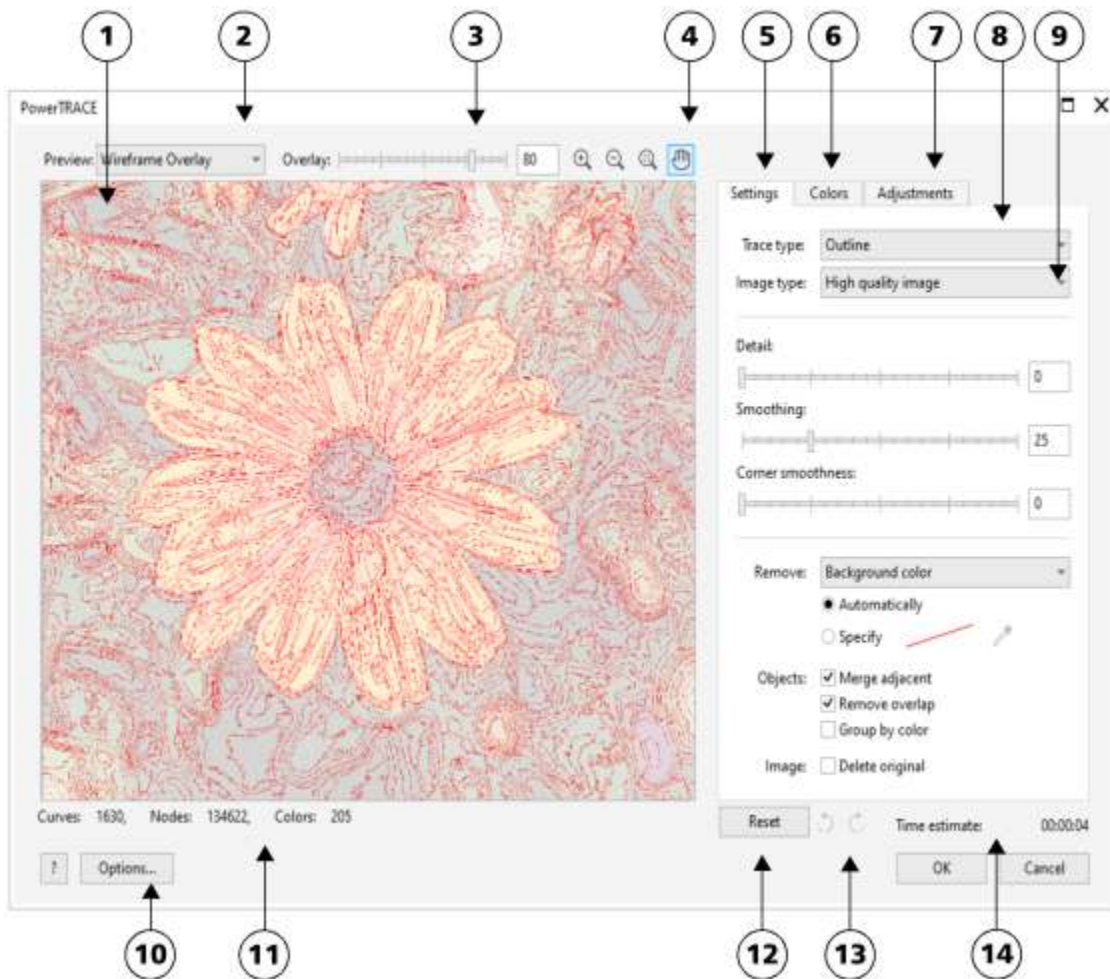 1 2 3 4 5 6 7 8 9
PowerTRACE
Preview: Wireframe Overlay Overlay: 80
Settings Colors Adjustments
Trace type: Outline
Image type: High quality image
Detail:
0
Smoothing:
25
Corner smoothness:
0
Remove: Background color
Automatically
Specify
Objects: Merge adjacent
Remove overlap
Group by color
Image: Delete original
Curves: 1630, Nodes: 134622, Colors: 205
Reset Time estimate: 00:00:04
? Options... OK Cancel
10 11 12 13 14